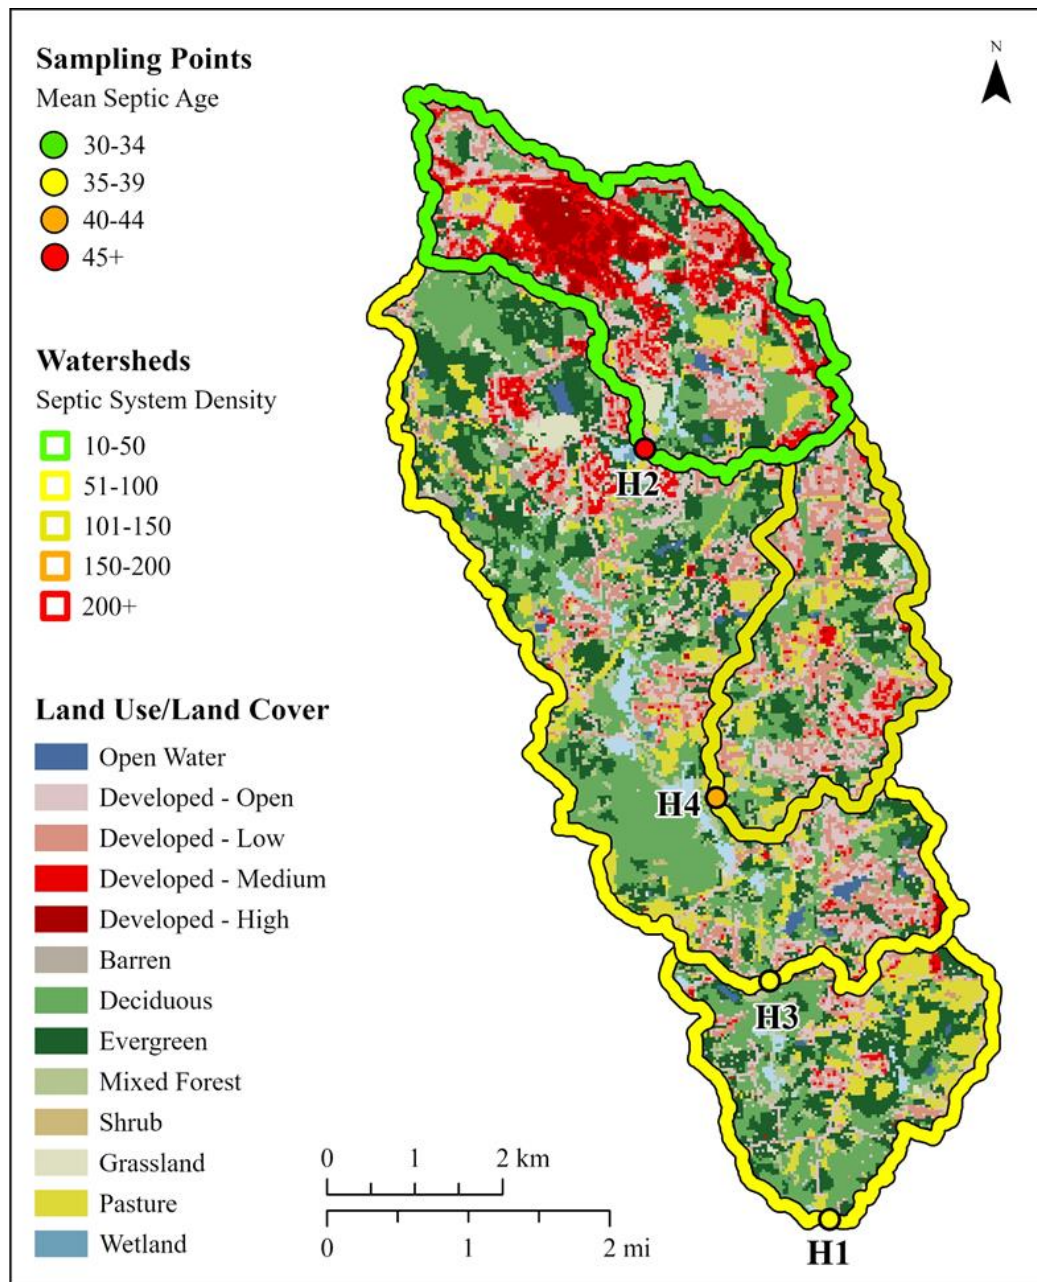 Sampling Points
Mean Septic Age
30-34
35-39
40-44
45+
Watersheds
Septic System Density
10-50
51-100
101-150
150-200
200+
Land Use/Land Cover
Open Water
Developed - Open
Developed - Low
Developed - Medium
Developed - High
Barren
Deciduous
Evergreen
Mixed Forest
Shrub
Grassland
Pasture
Wetland
N
H2
H4
H3
H1
0 1 2 km
0 1 2 mi